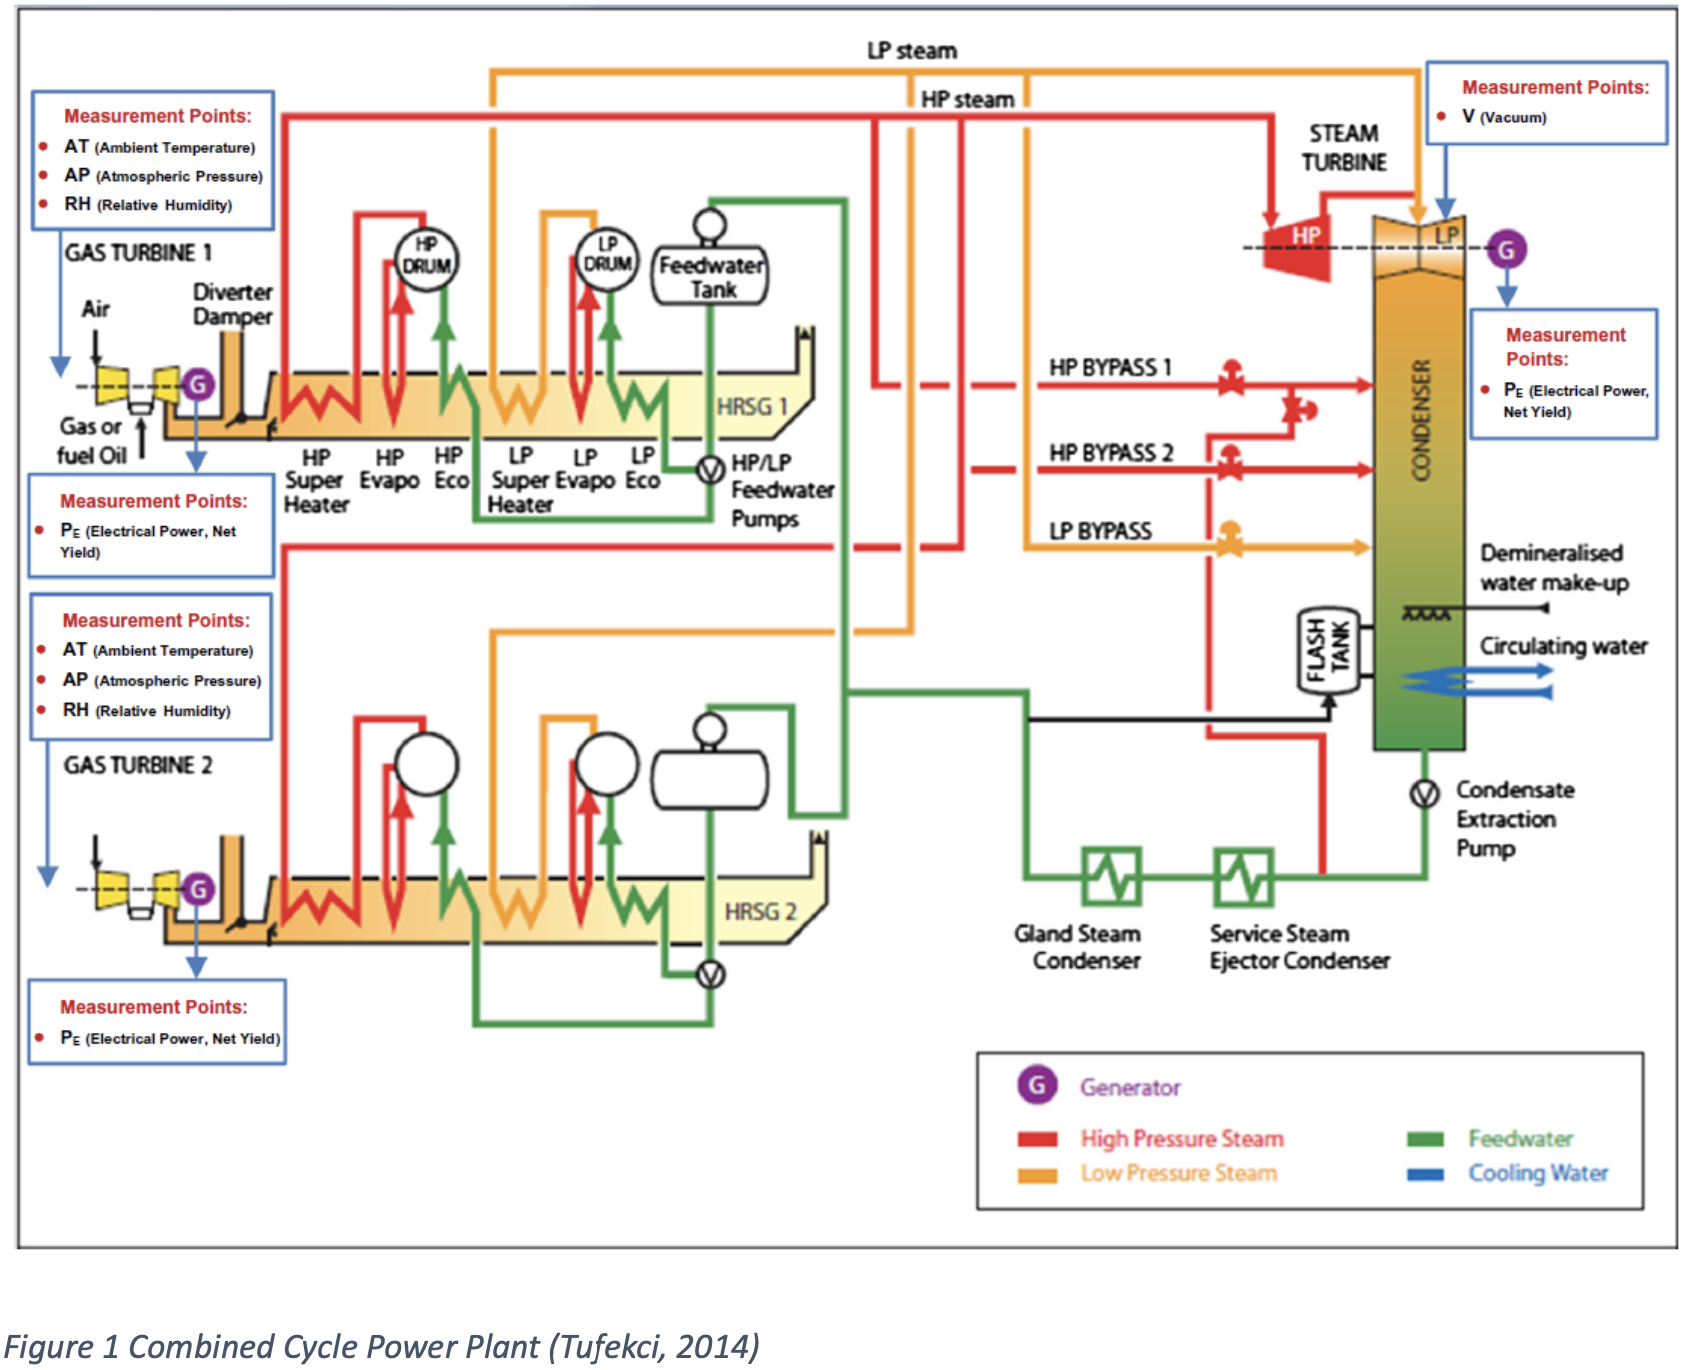 LP steam
HP steam
Measurement Points:
AT (Ambient Temperature)
AP (Atmospheric Pressure)
RH (Relative Humidity)
GAS TURBINE 1
Air
Diverter
Damper
Gas or
fuel Oil
G
HP
DRUM
LP
DRUM
Feedwater
Tank
HRSG 1
HP
Super
Heater
HP
Evapo
HP
Eco
LP
Super
Heater
LP
Evapo
LP
Eco
V
HP/LP
Feedwater
Pumps
Measurement Points:
PE (Electrical Power, Net
Yield)
Measurement Points:
V (Vacuum)
STEAM
TURBINE
HP
LP
G
Measurement
Points:
PE (Electrical Power,
Net Yield)
HP BYPASS 1
HP BYPASS 2
LP BYPASS
CONDENSER
Demineralised
water make-up
Circulating water
FLASH
TANK
V
Condensate
Extraction
Pump
Gland Steam
Condenser
Service Steam
Ejector Condenser
Measurement Points:
AT (Ambient Temperature)
AP (Atmospheric Pressure)
RH (Relative Humidity)
GAS TURBINE 2
G
HRSG 2
V
Measurement Points:
PE (Electrical Power, Net Yield)
G Generator
High Pressure Steam
Low Pressure Steam
Feedwater
Cooling Water
Figure 1 Combined Cycle Power Plant (Tufekci, 2014)